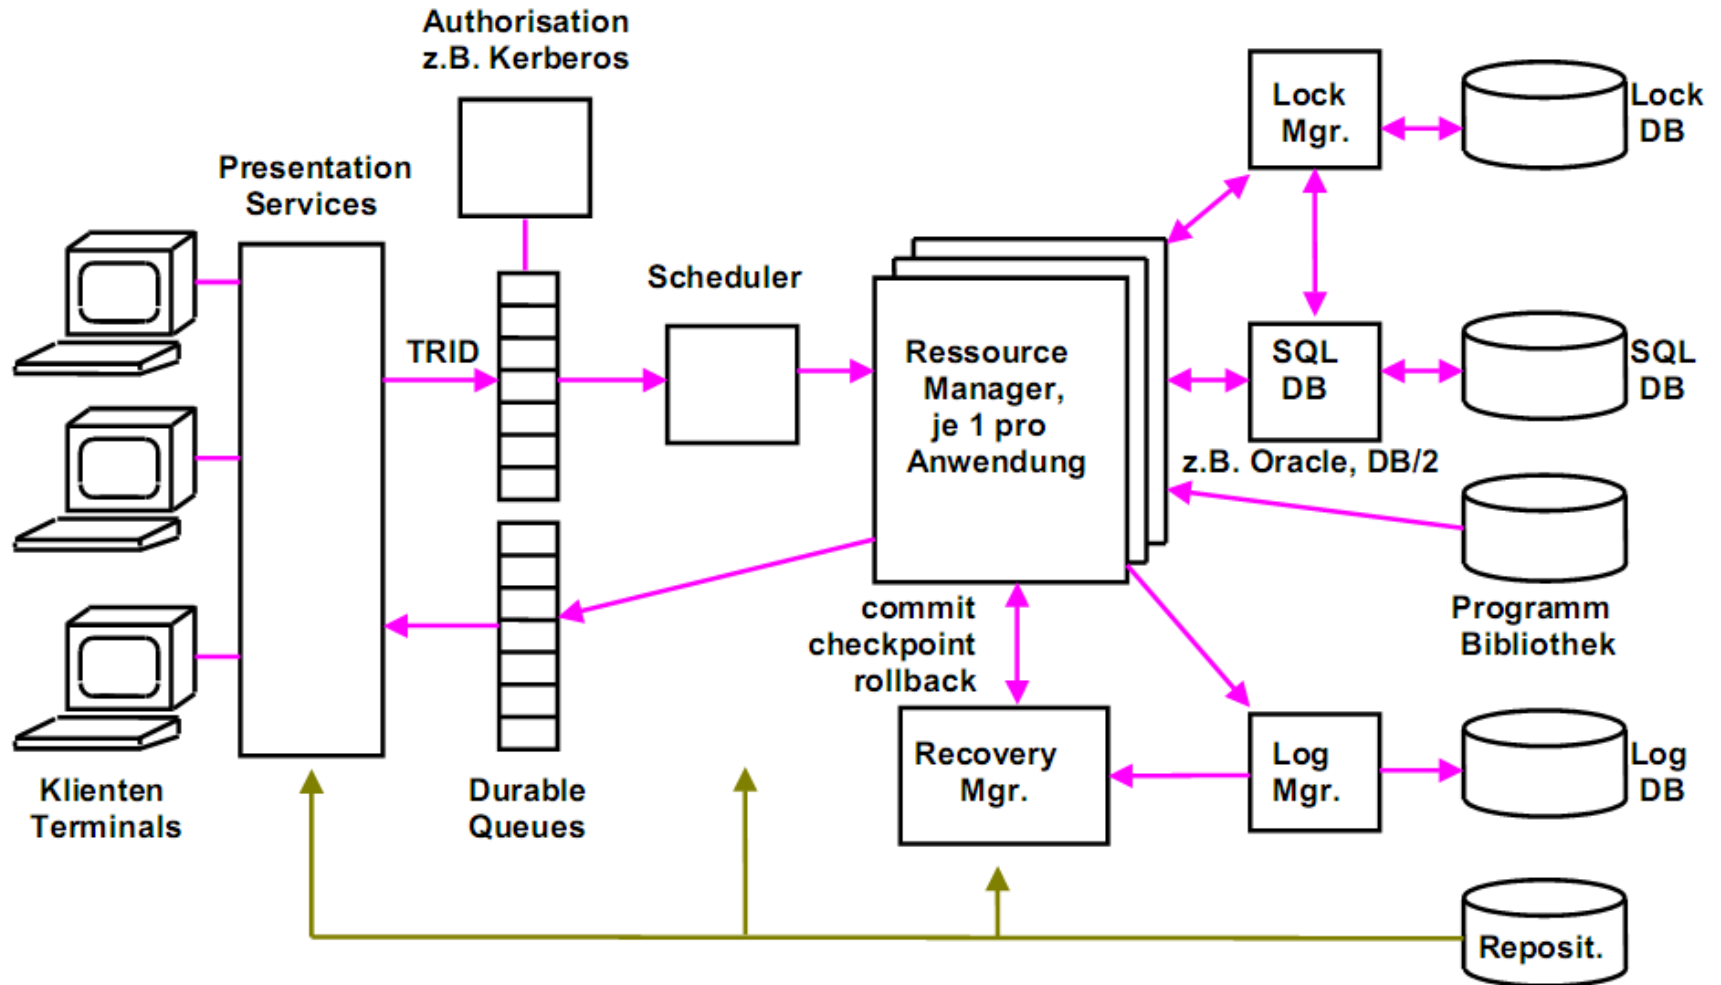 Authorisation
z.B. Kerberos
Presentation
Services
Scheduler
TRID
Ressource
Manager,
je 1 pro
Anwendung
Lock
Mgr.
Lock
DB
SQL
DB
SQL
DB
z.B. Oracle, DB/2
Programm
Bibliothek
commit
checkpoint
rollback
Recovery
Mgr.
Log
Mgr.
Log
DB
Klienten
Terminals
Durable
Queues
Reposit.